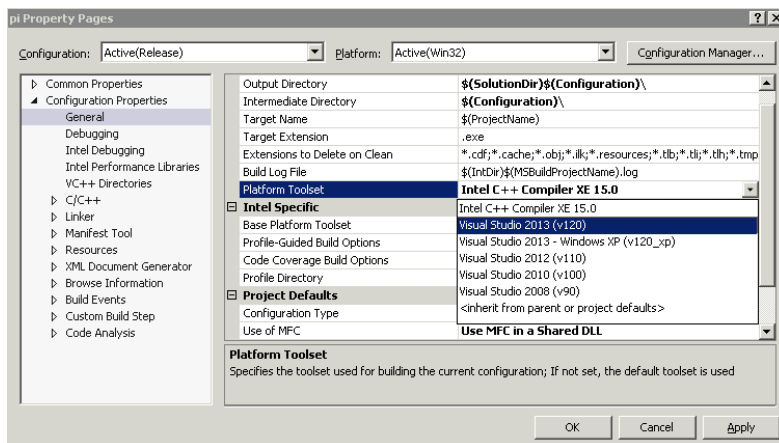 pi Property Pages
Configuration: Active(Release) Platform: Active(Win32) Configuration Manager...
Common Properties
Configuration Properties
General
Debugging
Intel Debugging
Intel Performance Libraries
VC++ Directories
C/C++
Linker
Manifest Tool
Resources
XML Document Generator
Browse Information
Build Events
Custom Build Step
Code Analysis
Output Directory $(SolutionDir)$(Configuration)\
Intermediate Directory $(Configuration)\
Target Name $(ProjectName)
Target Extension .exe
Extensions to Delete on Clean *.cdf;*.cache;*.obj;*.ilk;*.resources;*.tlb;*.tli;*.tlh;*.tmp
Build Log File $(IntDir)$(MSBuildProjectName).log
Platform Toolset Intel C++ Compiler XE 15.0
Intel Specific
Base Platform Toolset
Profile-Guided Build Options
Code Coverage Build Options
Profile Directory
Project Defaults
Configuration Type
Use of MFC Use MFC in a Shared DLL
Intel C++ Compiler XE 15.0
Visual Studio 2013 (v120)
Visual Studio 2013 - Windows XP (v120_xp)
Visual Studio 2012 (v110)
Visual Studio 2010 (v100)
Visual Studio 2008 (v90)
<inherit from parent or project defaults>
Platform Toolset
Specifies the toolset used for building the current configuration; If not set, the default toolset is used
OK Cancel Apply